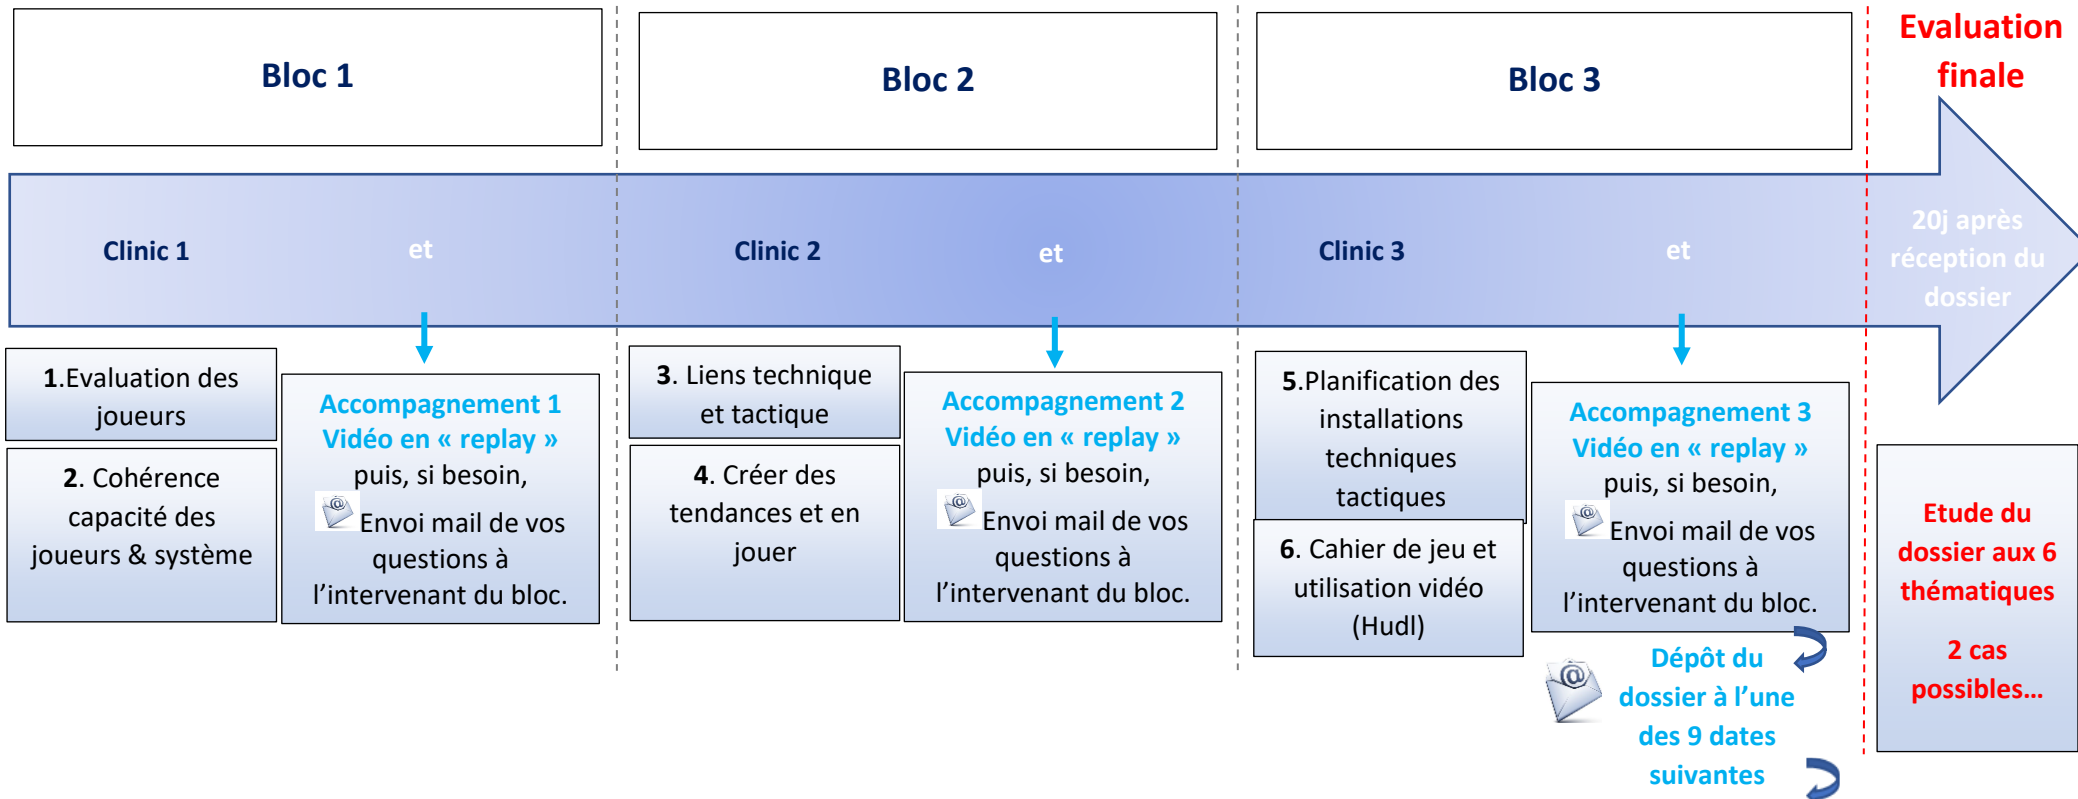 Bloc 1
Bloc 2
Bloc 3
Evaluation
finale
Clinic 1
et
Clinic 2
et
Clinic 3
et
20j après
réception du
dossier
1.Evaluation des
joueurs
2. Cohérence
capacité des
joueurs & système
Accompagnement 1
Vidéo en « replay »
puis, si besoin,
@
Envoi mail de vos
questions à
l’intervenant du bloc.
3. Liens technique
et tactique
4. Créer des
tendances et en
jouer
Accompagnement 2
Vidéo en « replay »
puis, si besoin,
@
Envoi mail de vos
questions à
l’intervenant du bloc.
5.Planification des
installations
techniques
tactiques
6. Cahier de jeu et
utilisation vidéo
(Hudl)
Accompagnement 3
Vidéo en « replay »
puis, si besoin,
@
Envoi mail de vos
questions à
l’intervenant du bloc.
@
Dépôt du
dossier à l’une
des 9 dates
suivantes
Etude du
dossier aux 6
thématiques
2 cas
possibles…